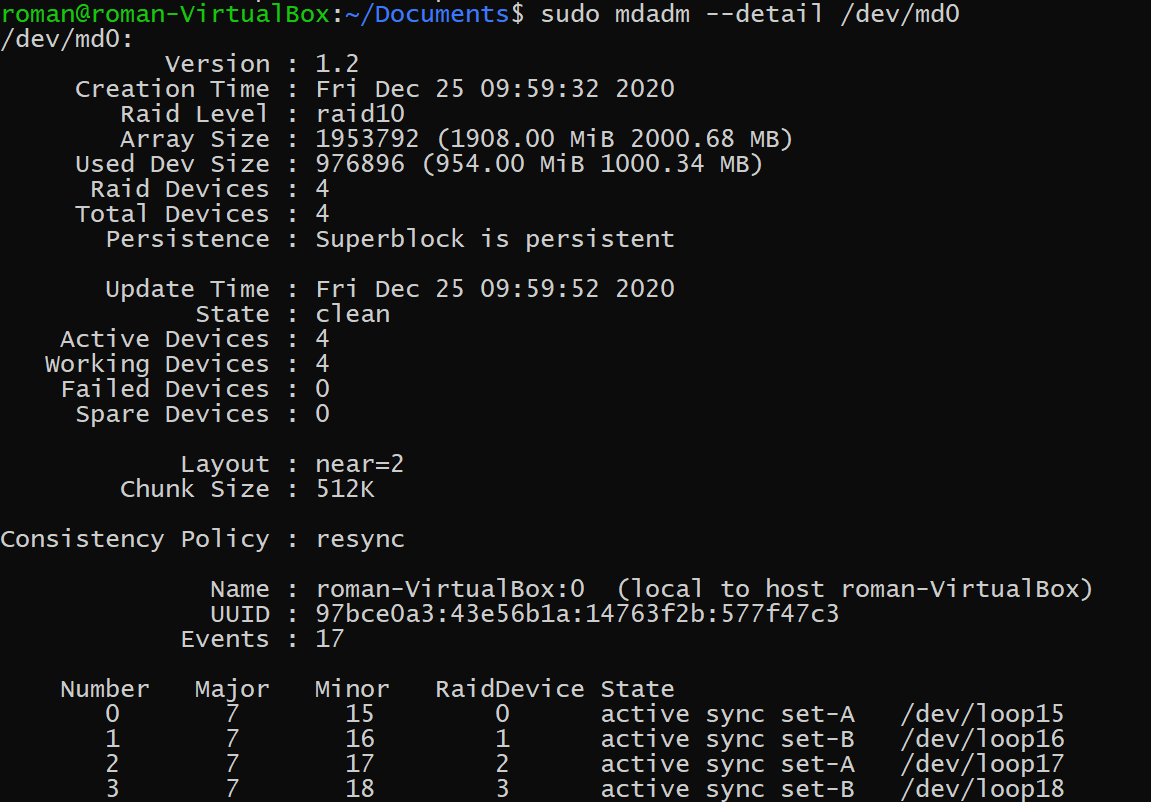 roman@roman-VirtualBox:~/Documents$ sudo mdadm --detail /dev/md0
/dev/md0:
           Version : 1.2
     Creation Time : Fri Dec 25 09:59:32 2020
        Raid Level : raid10
        Array Size : 1953792 (1908.00 MiB 2000.68 MB)
     Used Dev Size : 976896 (954.00 MiB 1000.34 MB)
      Raid Devices : 4
     Total Devices : 4
       Persistence : Superblock is persistent

       Update Time : Fri Dec 25 09:59:52 2020
             State : clean
    Active Devices : 4
   Working Devices : 4
    Failed Devices : 0
     Spare Devices : 0

            Layout : near=2
        Chunk Size : 512K

Consistency Policy : resync

              Name : roman-VirtualBox:0  (local to host roman-VirtualBox)
              UUID : 97bce0a3:43e56b1a:14763f2b:577f47c3
            Events : 17

    Number   Major   Minor   RaidDevice State
       0       7       15        0      active sync set-A   /dev/loop15
       1       7       16        1      active sync set-B   /dev/loop16
       2       7       17        2      active sync set-A   /dev/loop17
       3       7       18        3      active sync set-B   /dev/loop18